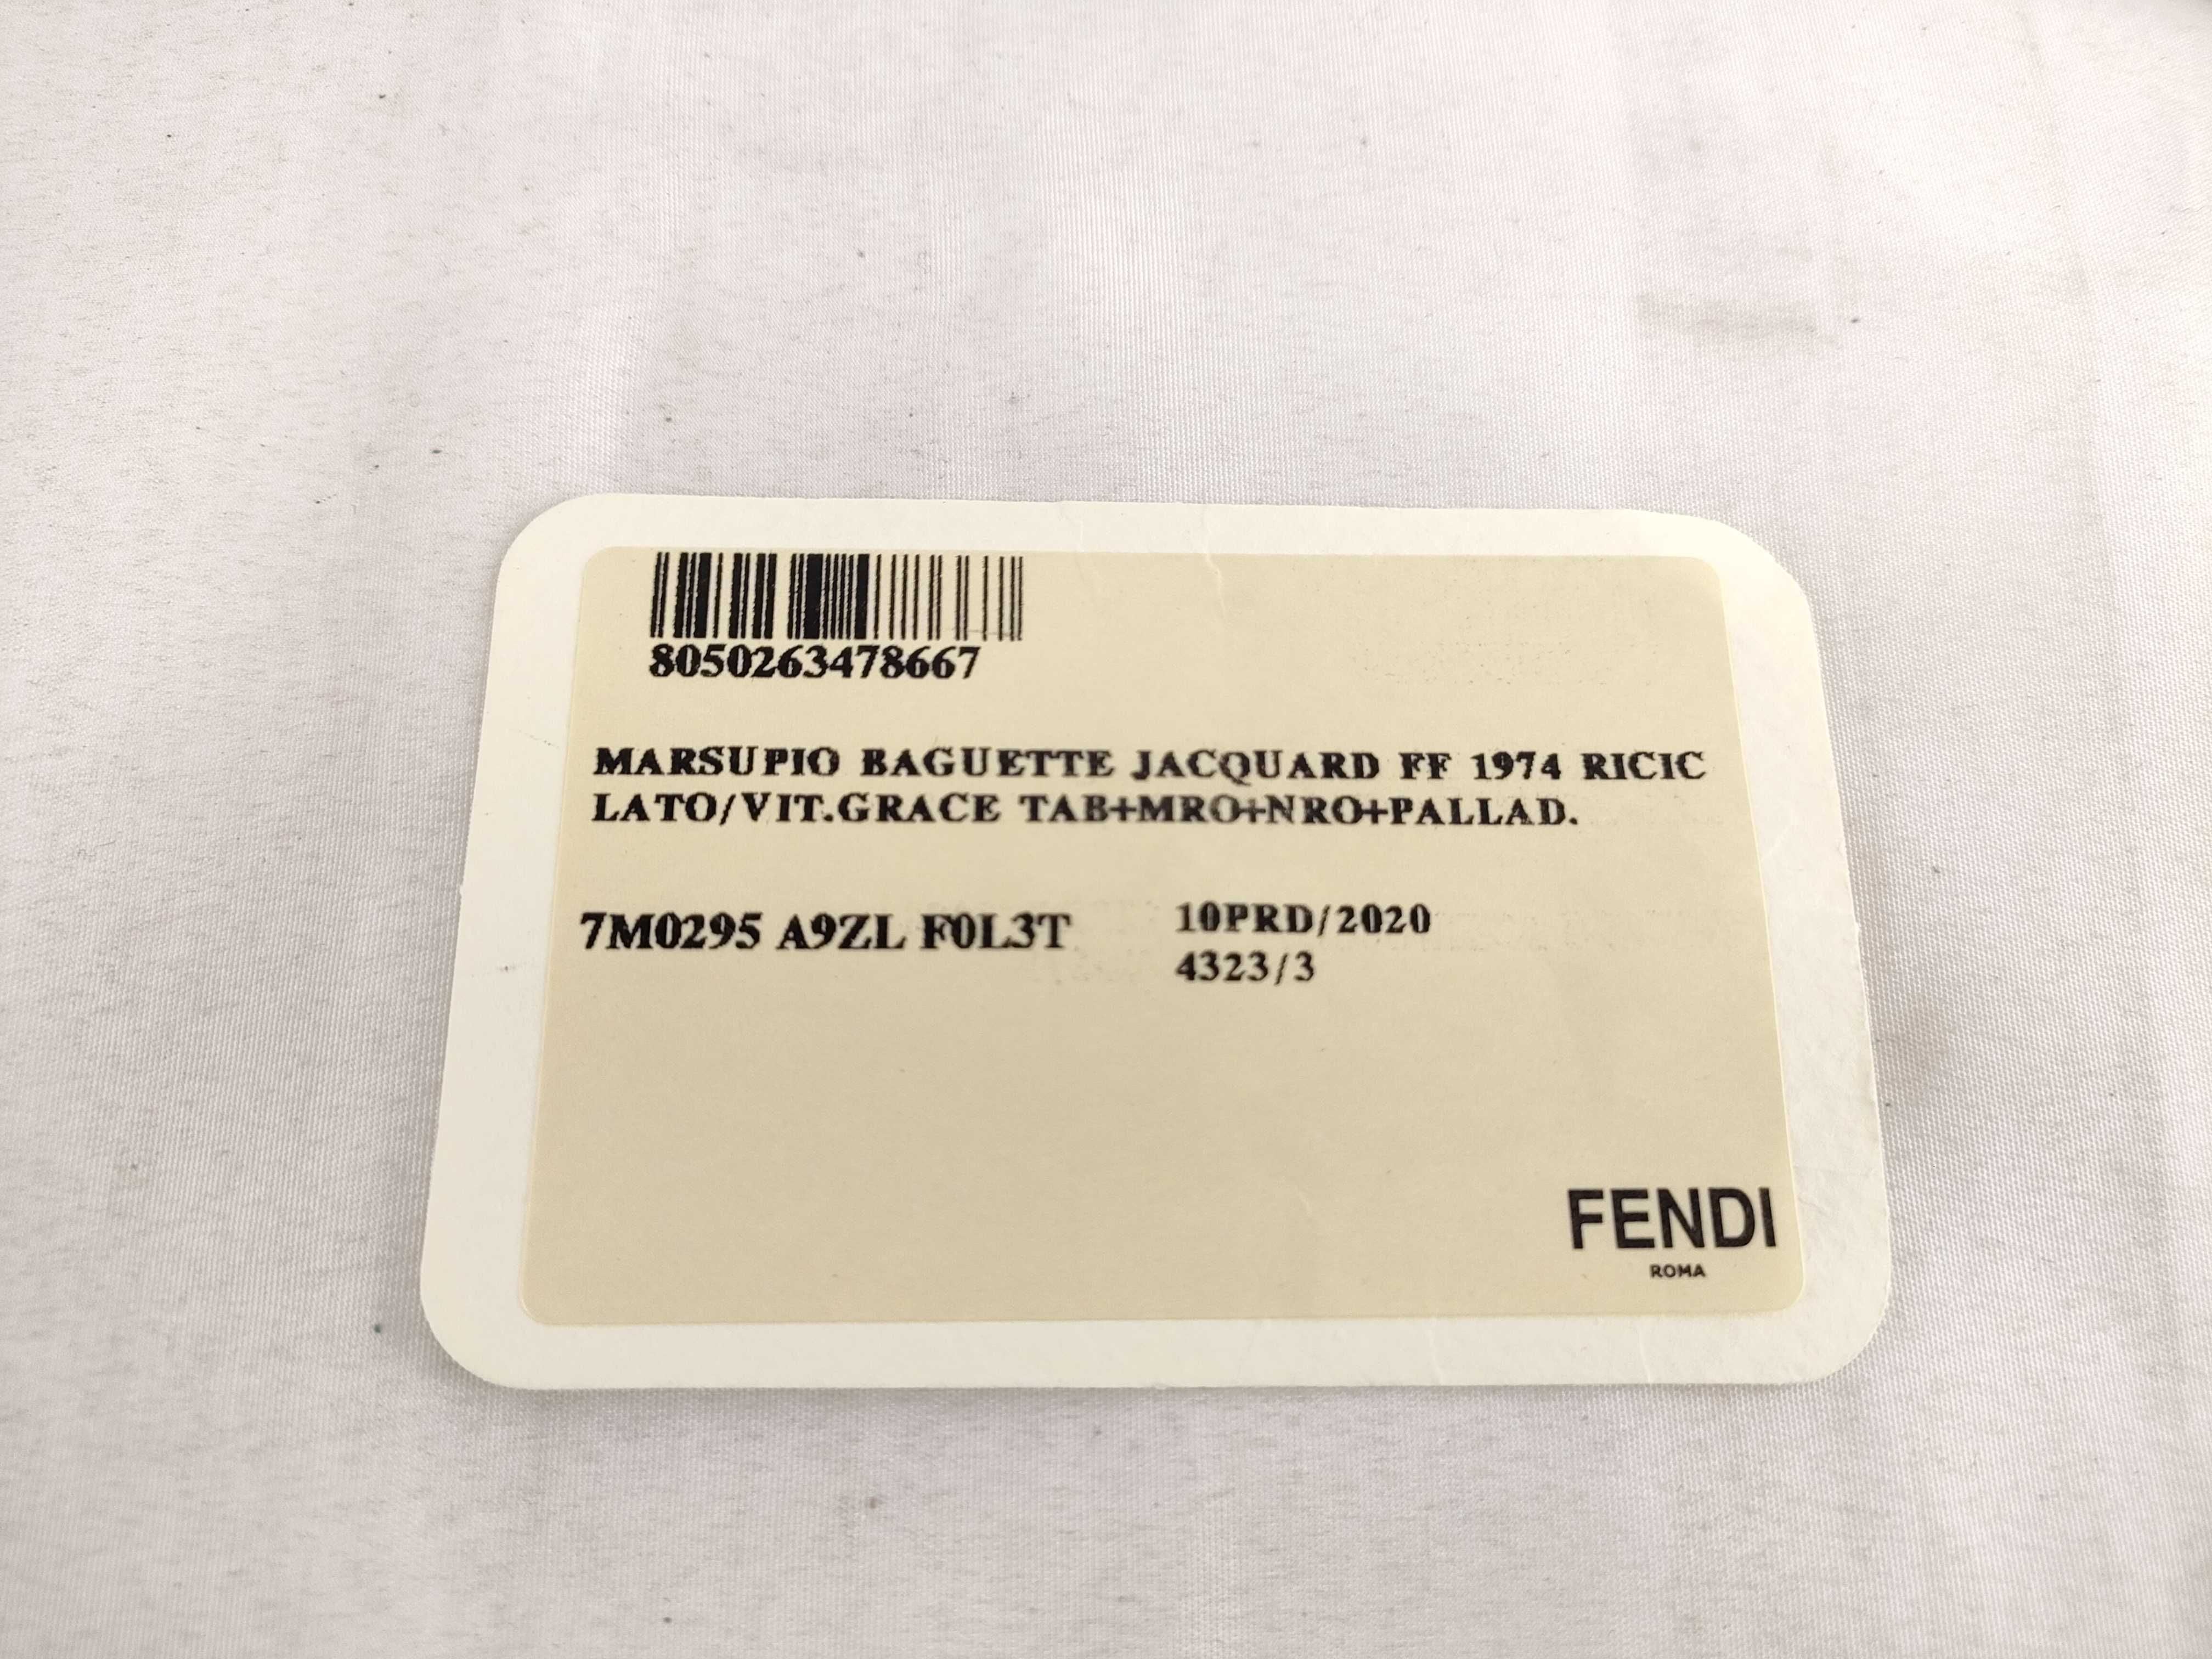 8050263478667
MARSUPIO BAGUETTE JACQUARD FF 1974 RICIC
LATO/VIT.GRACE TAB+MRO+NRO+PALLAD.
7M0295 A9ZL F0L3T
10PRD/2020
4323/3
FENDI
ROMA